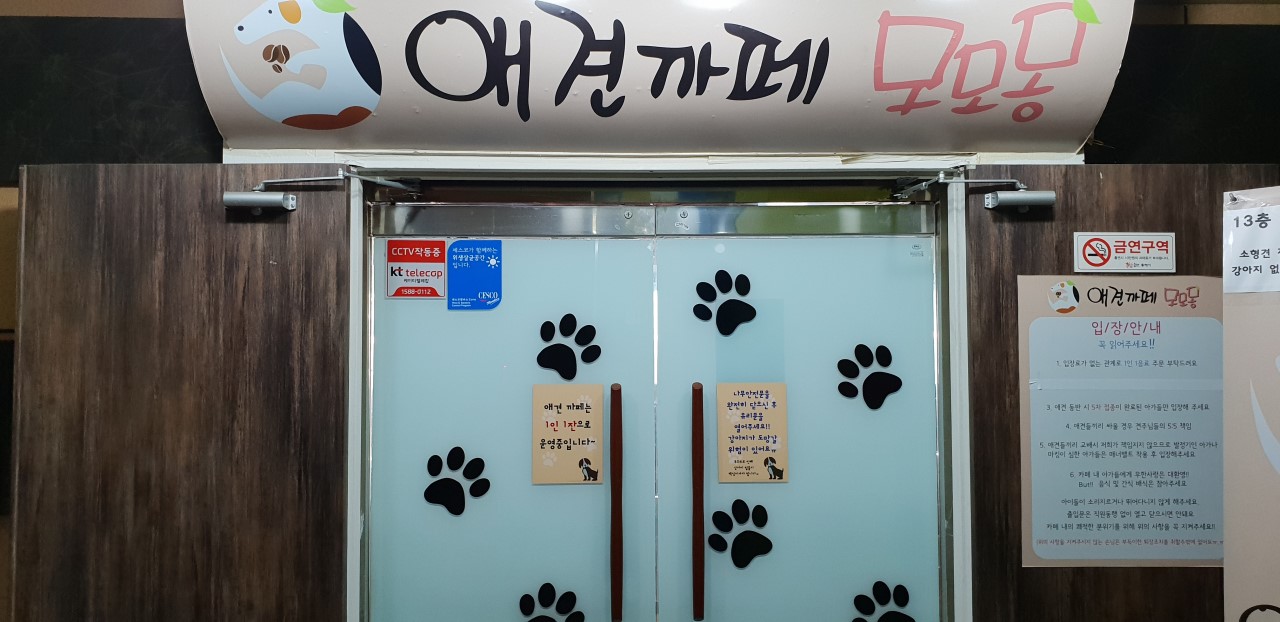 애견까페 모모몽
CCTV작동중
kt telecop
1588-0112
세스코가 함께하는
위생살균공간
입니다.
CESCO
애견 까페는
1인 1잔으로
운영중입니다~
나무안전문을
완전히 닫으신 후
유리문을
열어주세요!!
강아지가 도망갈
위험이 있어요ㅠ
금연구역
애견까페 모모몽
입/장/안/내
꼭 읽어주세요!!
1. 입장료가 없는 관계로 1인 1음료 주문 부탁드려요.
3. 애견 동반 시 5차 접종이 완료된 아가들만 입장해 주세요
4. 애견들끼리 싸울 경우 견주님들의 5:5 책임
5. 애견들끼리 교배시 저희가 책임지지 않으므로 발정기인 아가나
마킹이 심한 아가들은 매너벨트 착용 후 입장해주세요
6. 카페 내 아가들에게 무한사랑은 대환영!!
But!! 음식 및 간식 배식은 참아주세요
아이들이 소리지르거나 뛰어다니지 않게 해주세요
출입문은 직원동행 없이 열고 닫으시면 안돼요
카페 내의 쾌적한 분위기를 위해 위의 사항을 꼭 지켜주세요!!
13층
소형견
강아지